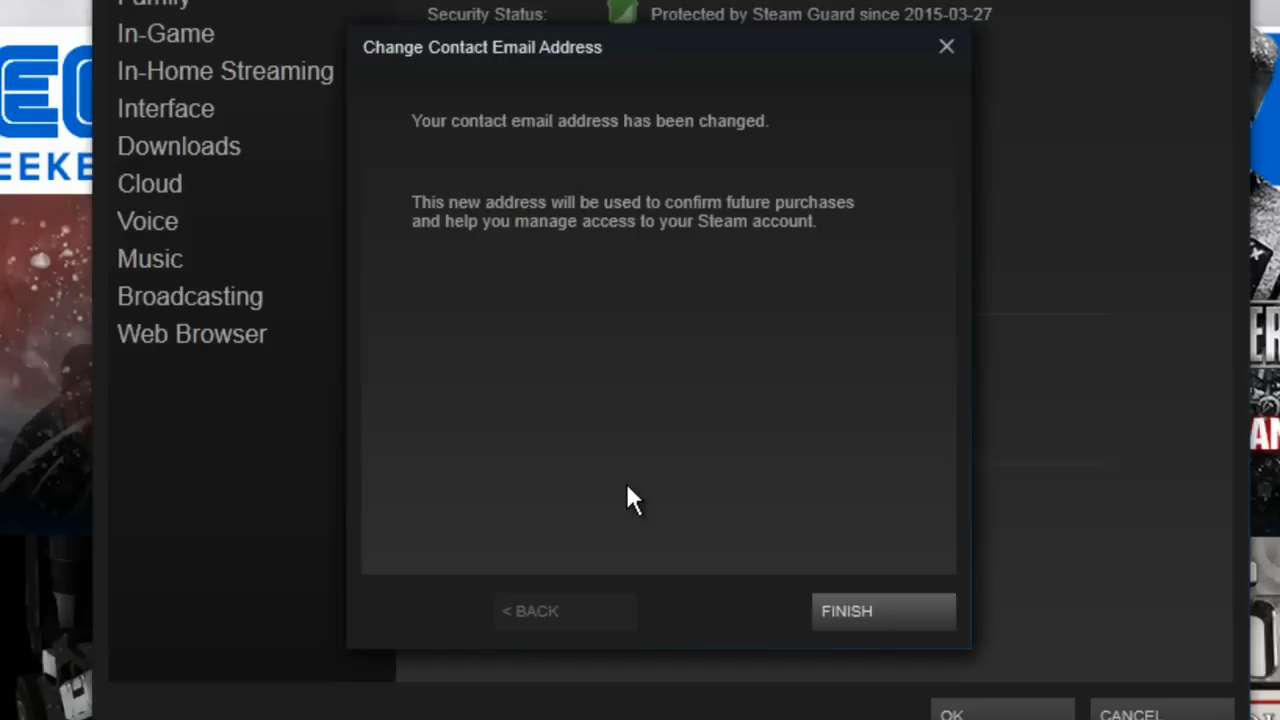 Family
Security Status: Protected by Steam Guard since 2015-03-27
In-Game
Change Contact Email Address
In-Home Streaming
Interface
Your contact email address has been changed.
Downloads
Cloud
This new address will be used to confirm future purchases
and help you manage access to your Steam account.
Voice
Music
Broadcasting
Web Browser
< BACK
FINISH
OK
CANCEL